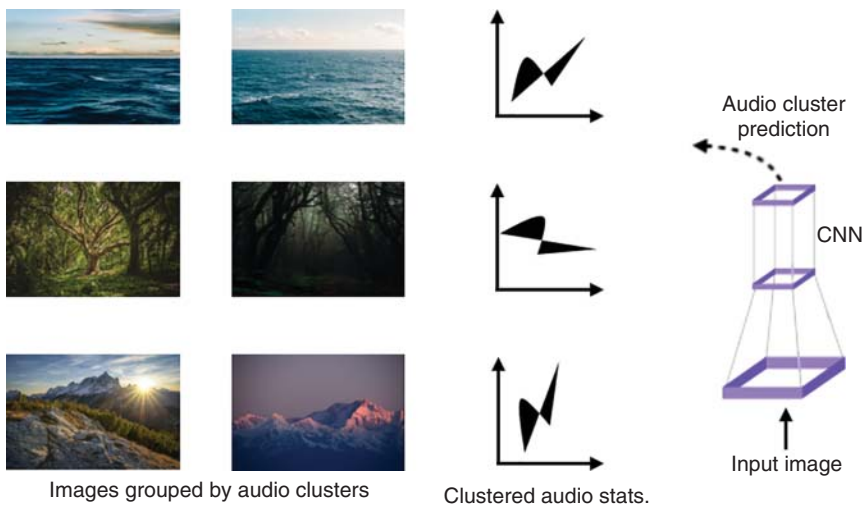 Audio cluster
prediction
CNN
Input image
Images grouped by audio clusters
Clustered audio stats.